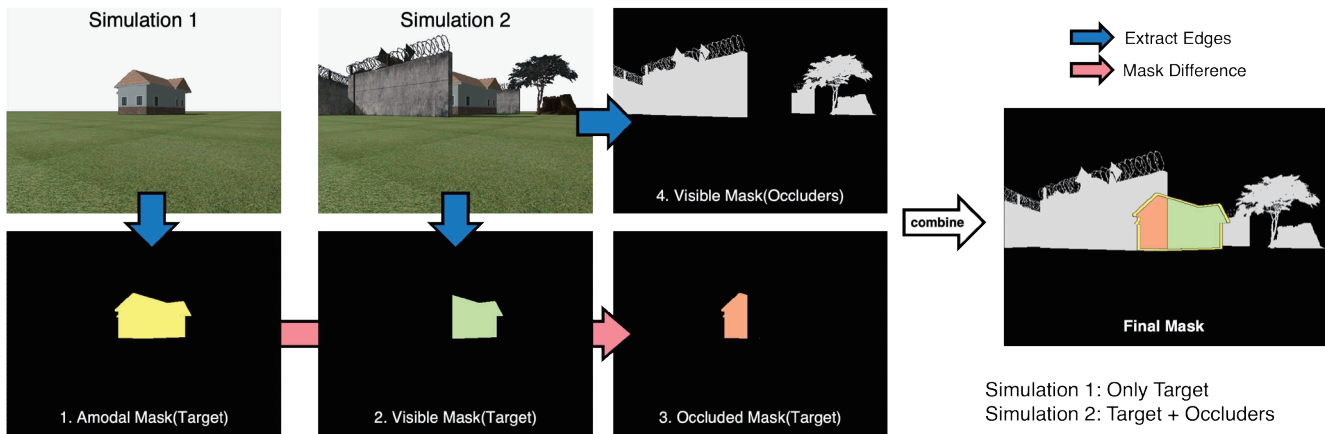 Simulation 1
Simulation 2
4. Visible Mask(Occluders)
1. Amodal Mask(Target)
2. Visible Mask(Target)
3. Occluded Mask(Target)
combine
Extract Edges
Mask Difference
Final Mask
Simulation 1: Only Target
Simulation 2: Target + Occluders